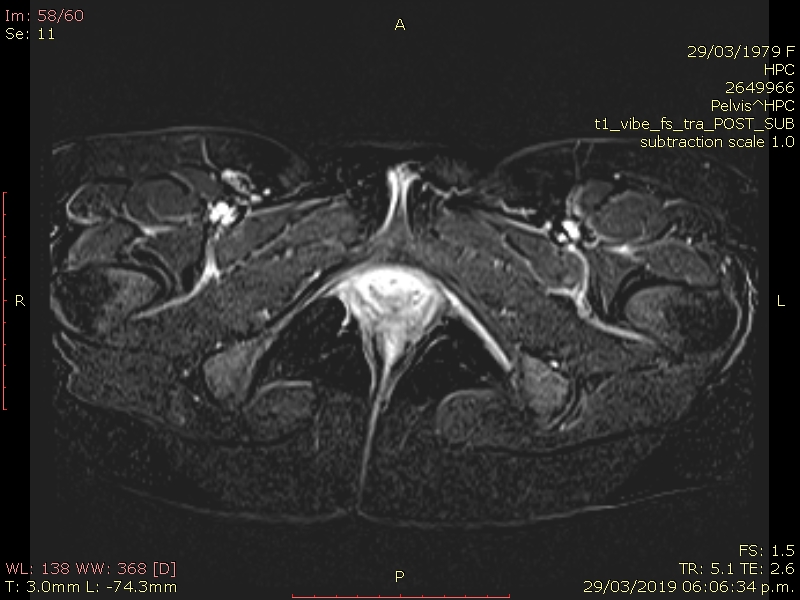 Im: 58/60
Se: 11
A
29/03/1979 F
HPC
2649966
Pelvis^HPC
t1_vibe_fs_tra_POST_SUB
subtraction scale 1.0
R
L
WL: 138 WW: 368 [D]
T: 3.0mm L: -74.3mm
P
FS: 1.5
TR: 5.1 TE: 2.6
29/03/2019 06:06:34 p.m.